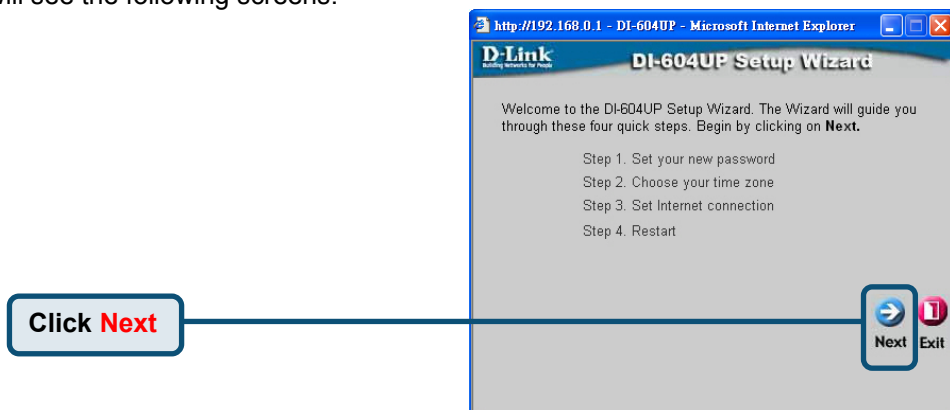 will see the following screens.
http://192.168.0.1 - DI-604UP - Microsoft Internet Explorer
D-Link
Building Networks for People
DI-604UP Setup Wizard
Welcome to the DI-604UP Setup Wizard. The Wizard will guide you
through these four quick steps. Begin by clicking on Next.
Step 1. Set your new password
Step 2. Choose your time zone
Step 3. Set Internet connection
Step 4. Restart
Click Next
Next Exit